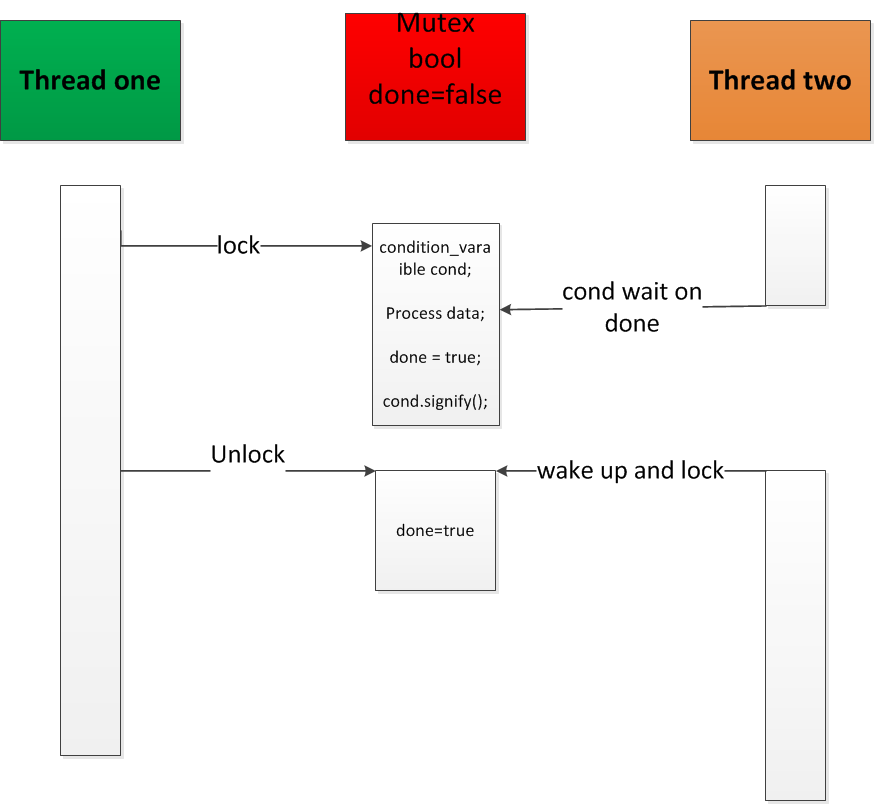 Thread one
Mutex
bool
done=false
Thread two
lock
condition_vara
ible cond;
Process data;
done = true;
cond.signify();
cond wait on
done
Unlock
wake up and lock
done=true